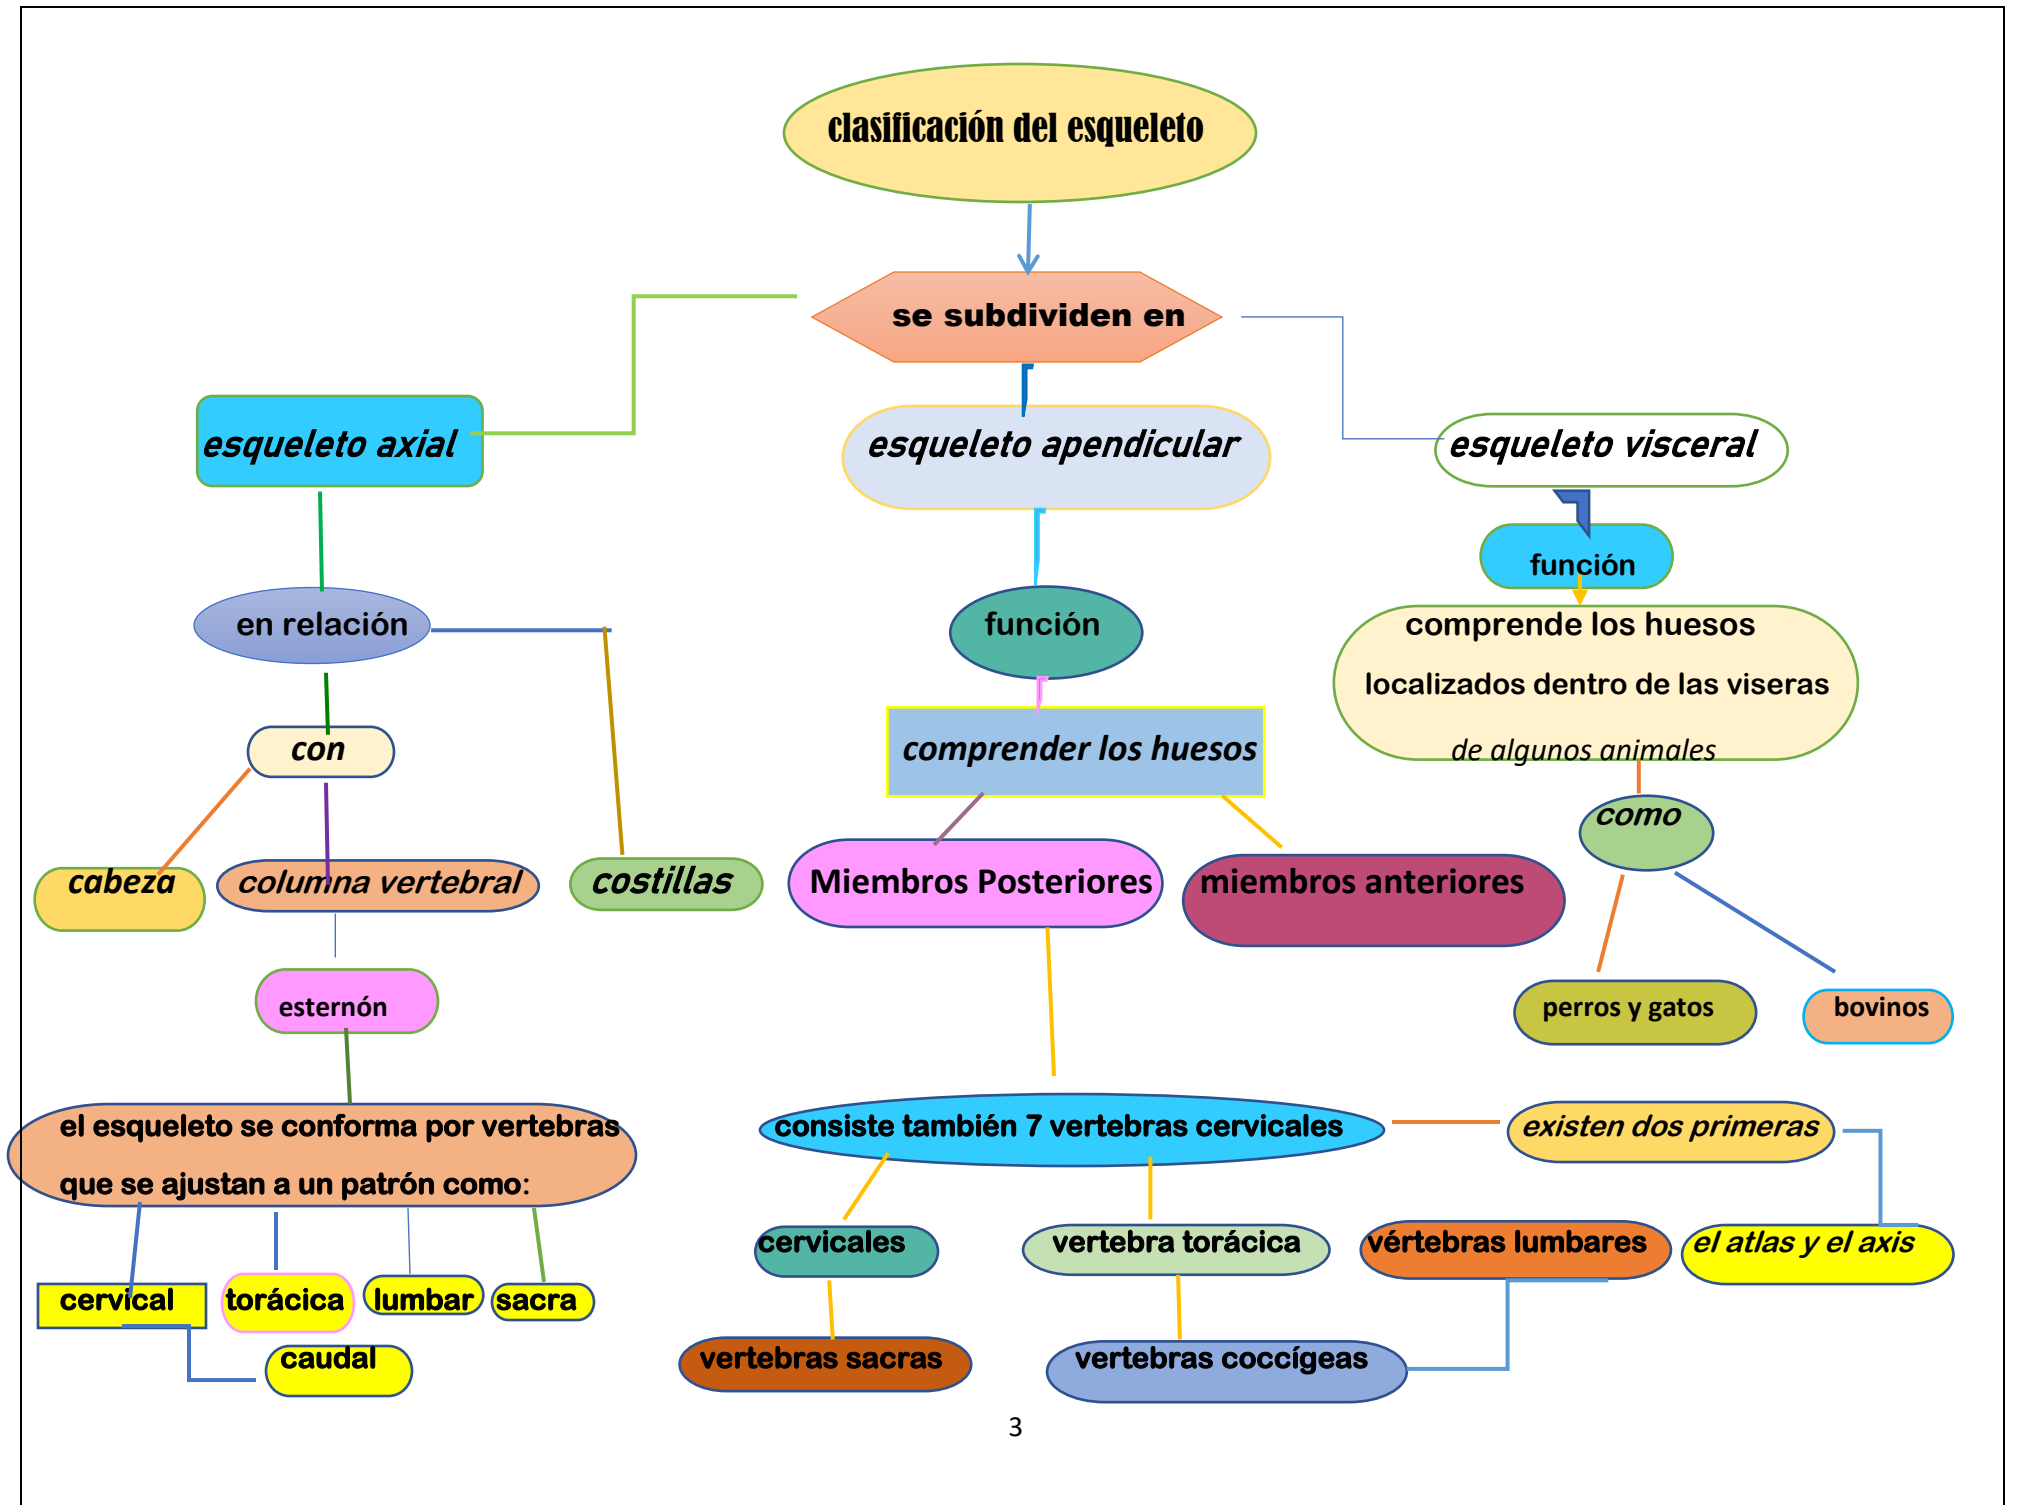 clasificación del esqueleto
se subdividen en
esqueleto axial
esqueleto apendicular
esqueleto visceral
función
en relación
función
comprende los huesos
localizados dentro de las viseras
de algunos animales
con
comprender los huesos
como
cabeza
columna vertebral
costillas
Miembros Posteriores
miembros anteriores
esternón
perros y gatos
bovinos
el esqueleto se conforma por vertebras
que se ajustan a un patrón como:
consiste también 7 vertebras cervicales
existen dos primeras
cervicales
vertebra torácica
vértebras lumbares
el atlas y el axis
cervical
torácica
lumbar
sacra
caudal
vertebras sacras
vertebras coccígeas
3